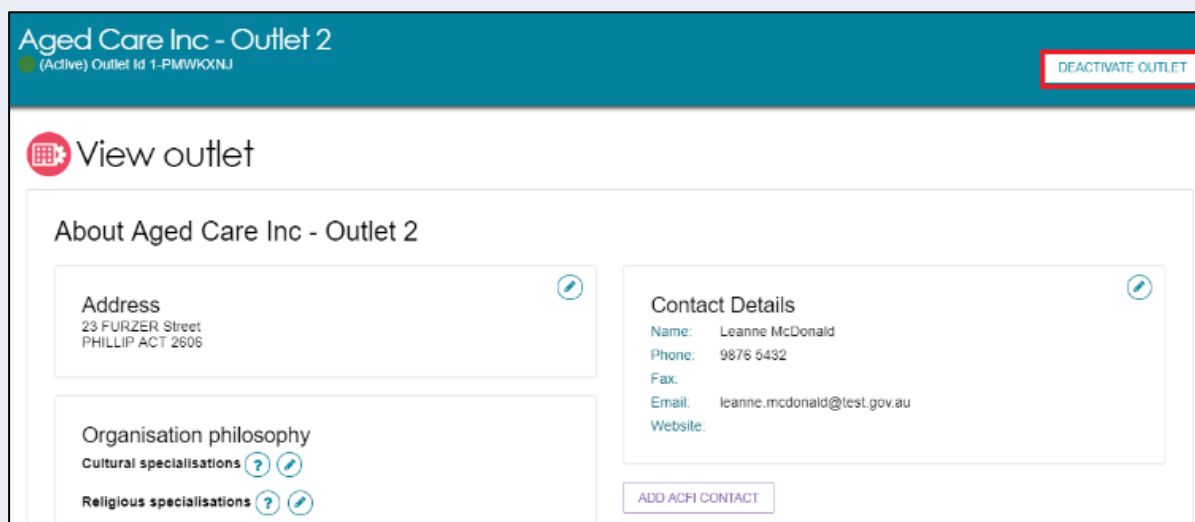 Aged Care Inc - Outlet 2
(Active) Outlet Id 1-PMWKXNJ
DEACTIVATE OUTLET
View outlet
About Aged Care Inc - Outlet 2
Address
23 FURZER Street
PHILLIP ACT 2606
Organisation philosophy
Cultural specialisations ?
Religious specialisations ?
Contact Details
Name: Leanne McDonald
Phone: 9876 5432
Fax:
Email: leanne.mcdonald@test.gov.au
Website:
ADD ACFI CONTACT